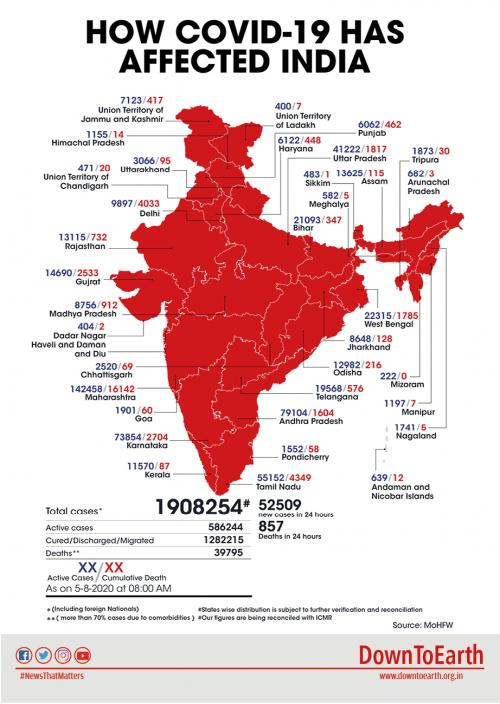 HOW COVID-19 HAS
AFFECTED INDIA
7123/417
Union Territory of
Jammu and Kashmir
400/7
Union Territory
of Ladakh
6062/462
Punjab
1155/14
Himachal Pradesh
6122/448
Haryana
41222/1817
Uttar Pradesh
1873/30
Tripura
471/20
Union Territory of
Chandigarh
3066/95
Uttarakhand
483/1
Sikkim
13625/115
Assam
682/3
Arunachal
Pradesh
582/5
Meghalya
9897/4033
Delhi
21093/347
Bihar
13115/732
Rajasthan
14690/2533
Gujrat
8756/912
Madhya Pradesh
404/2
Dadar Nagar
Haveli and Daman
and Diu
22315/1785
West Bengal
8648/128
Jharkhand
2520/69
Chhattisgarh
12982/216
Odisha
222/0
Mizoram
142458/16142
Maharashtra
19568/576
Telangana
1197/7
Manipur
1901/60
Goa
79104/1604
Andhra Pradesh
1741/5
Nagaland
73854/2704
Karnataka
1552/58
Pondicherry
11570/87
Kerala
55152/4349
Tamil Nadu
639/12
Andaman and
Nicobar Islands
Total cases* 1908254# 52509
new cases in 24 hours
Active cases 586244
857
Deaths in 24 hours
Cured/Discharged/Migrated 1282215
Deaths** 39795
XX/XX
Active Cases/Cumulative Death
As on 5-8-2020 at 08:00 AM
*(Including foreign Nationals) #States wise distribution is subject to further verification and reconciliation
**( more than 70% cases due to comorbidities ) #Our figures are being reconciled with ICMR
Source: MoHFW
#NewsThatMatters
DownToEarth
www.downtoearth.org.in